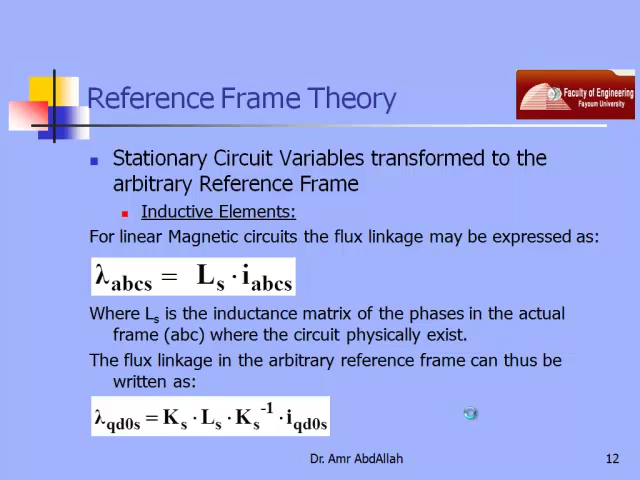 Reference Frame Theory
Faculty of Engineering
Fayoum University
Stationary Circuit Variables transformed to the
arbitrary Reference Frame
Inductive Elements:
For linear Magnetic circuits the flux linkage may be expressed as:
λabcs = Ls · iabcs
Where Ls is the inductance matrix of the phases in the actual
frame (abc) where the circuit physically exist.
The flux linkage in the arbitrary reference frame can thus be
written as:
λqd0s = Ks · Ls · Ks⁻¹ · iqd0s
Dr. Amr AbdAllah
12